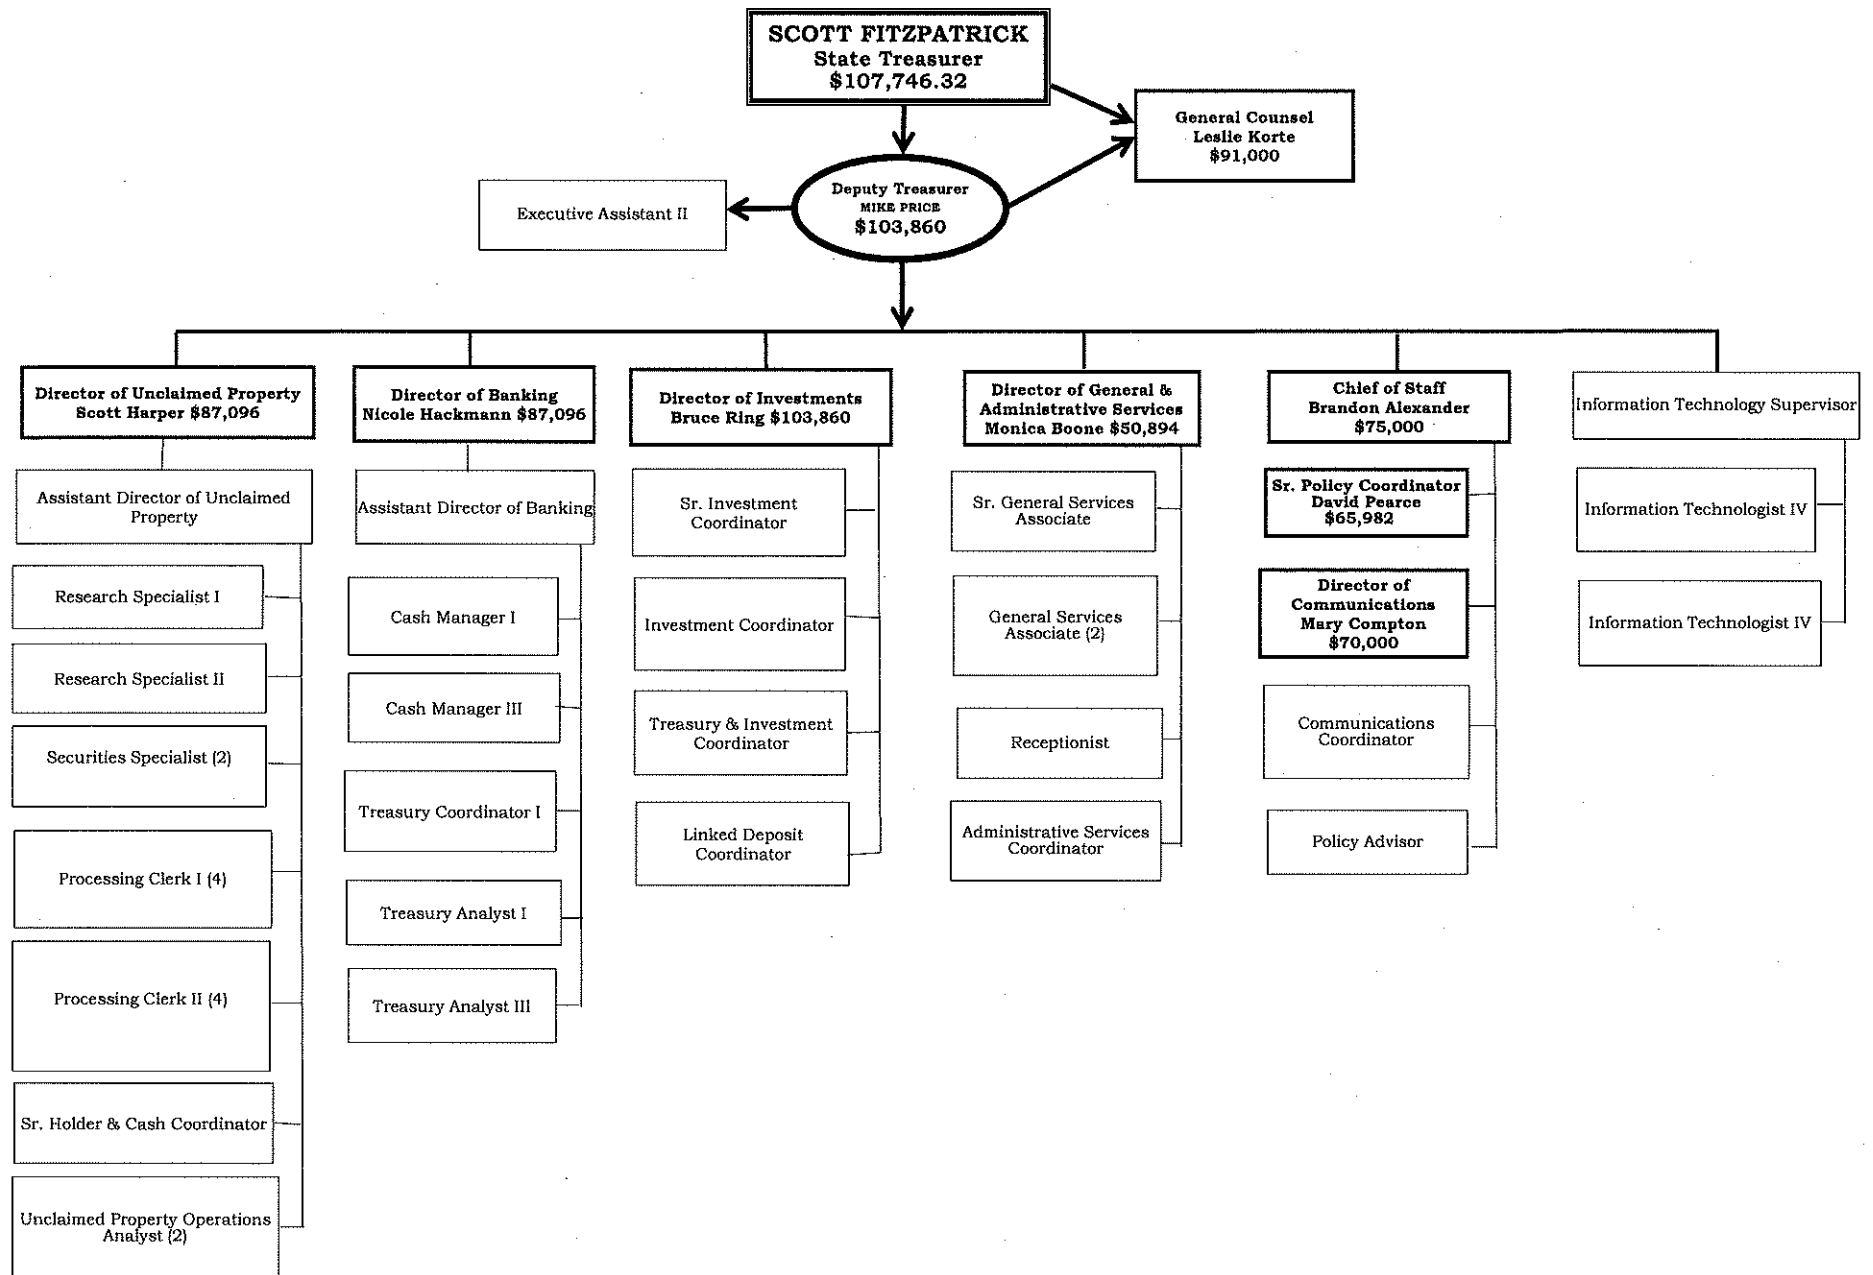 SCOTT FITZPATRICK
State Treasurer
$107,746.32
General Counsel
Leslie Korte
$91,000
Deputy Treasurer
MIKE PRICE
$103,860
Executive Assistant II
Director of Unclaimed Property
Scott Harper $87,096
Director of Banking
Nicole Hackmann $87,096
Director of Investments
Bruce Ring $103,860
Director of General &
Administrative Services
Monica Boone $50,894
Chief of Staff
Brandon Alexander
$75,000
Information Technology Supervisor
Assistant Director of Unclaimed
Property
Research Specialist I
Research Specialist II
Securities Specialist (2)
Processing Clerk I (4)
Processing Clerk II (4)
Sr. Holder & Cash Coordinator
Unclaimed Property Operations
Analyst (2)
Assistant Director of Banking
Cash Manager I
Cash Manager III
Treasury Coordinator I
Treasury Analyst I
Treasury Analyst III
Sr. Investment
Coordinator
Investment Coordinator
Treasury & Investment
Coordinator
Linked Deposit
Coordinator
Sr. General Services
Associate
General Services
Associate (2)
Receptionist
Administrative Services
Coordinator
Sr. Policy Coordinator
David Pearce
$65,982
Director of
Communications
Mary Compton
$70,000
Communications
Coordinator
Policy Advisor
Information Technologist IV
Information Technologist IV